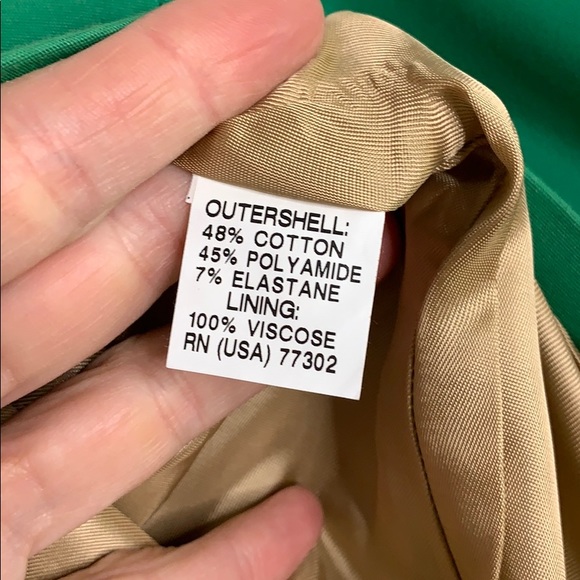 OUTERSHELL:
48% COTTON
45% POLYAMIDE
7% ELASTANE
LINING:
100% VISCOSE
RN (USA) 77302